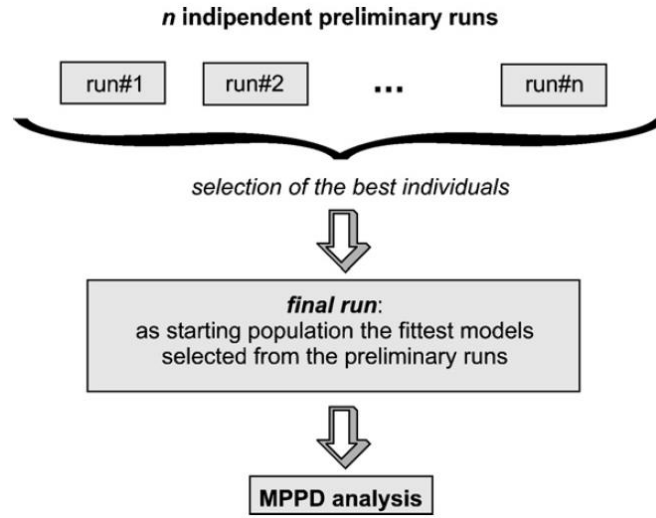 n indipendent preliminary runs
run#1 run#2 ... run#n
selection of the best individuals
final run:
as starting population the fittest models
selected from the preliminary runs
MPPD analysis